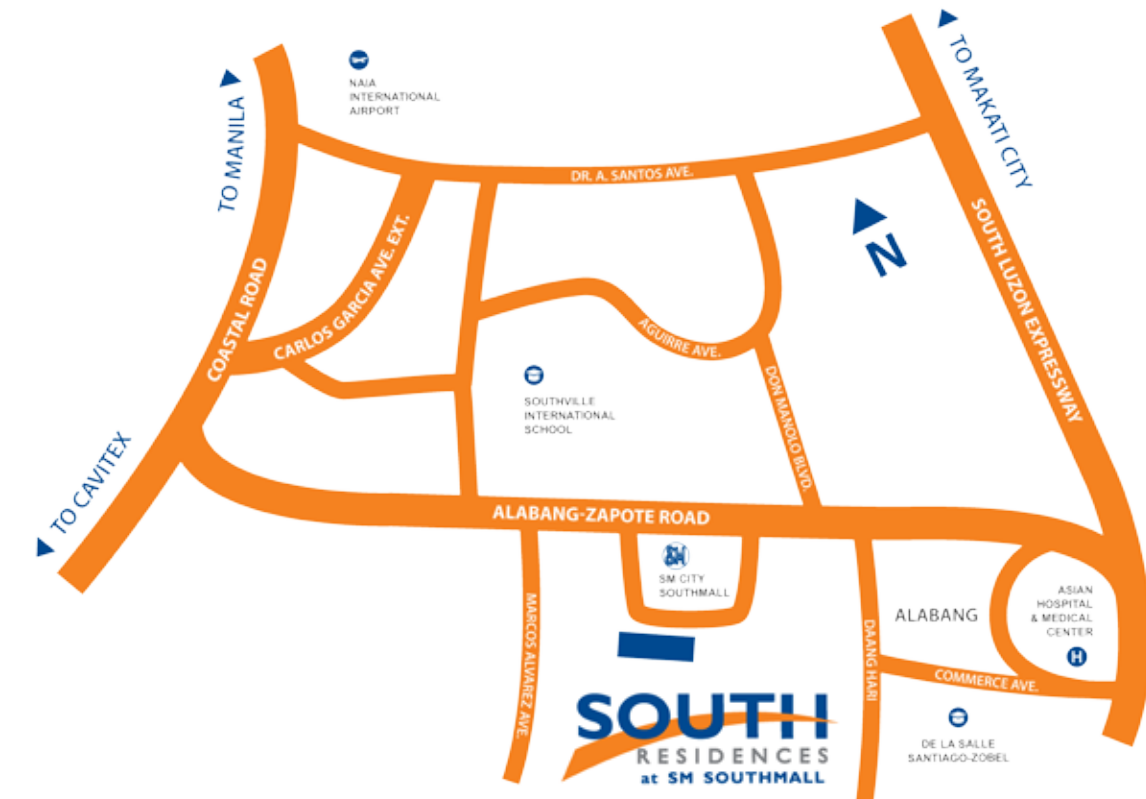 NAIA
INTERNATIONAL
AIRPORT
TO MANILA
TO MAKATI CITY
DR. A. SANTOS AVE.
CARLOS GARCIA AVE. EXT.
COASTAL ROAD
N
SOUTH LUZON EXPRESSWAY
AGUIRRE AVE.
SOUTHVILLE
INTERNATIONAL
SCHOOL
DON MANOLO BLVD.
TO CAVITEX
ALABANG-ZAPOTE ROAD
SM
SM CITY
SOUTHMALL
MARCOS ALVAREZ AVE.
DAANG HARI
ALABANG
ASIAN
HOSPITAL
& MEDICAL
CENTER
H
COMMERCE AVE.
DE LA SALLE
SANTIAGO-ZOBEL
SOUTH
RESIDENCES
at SM SOUTHMALL